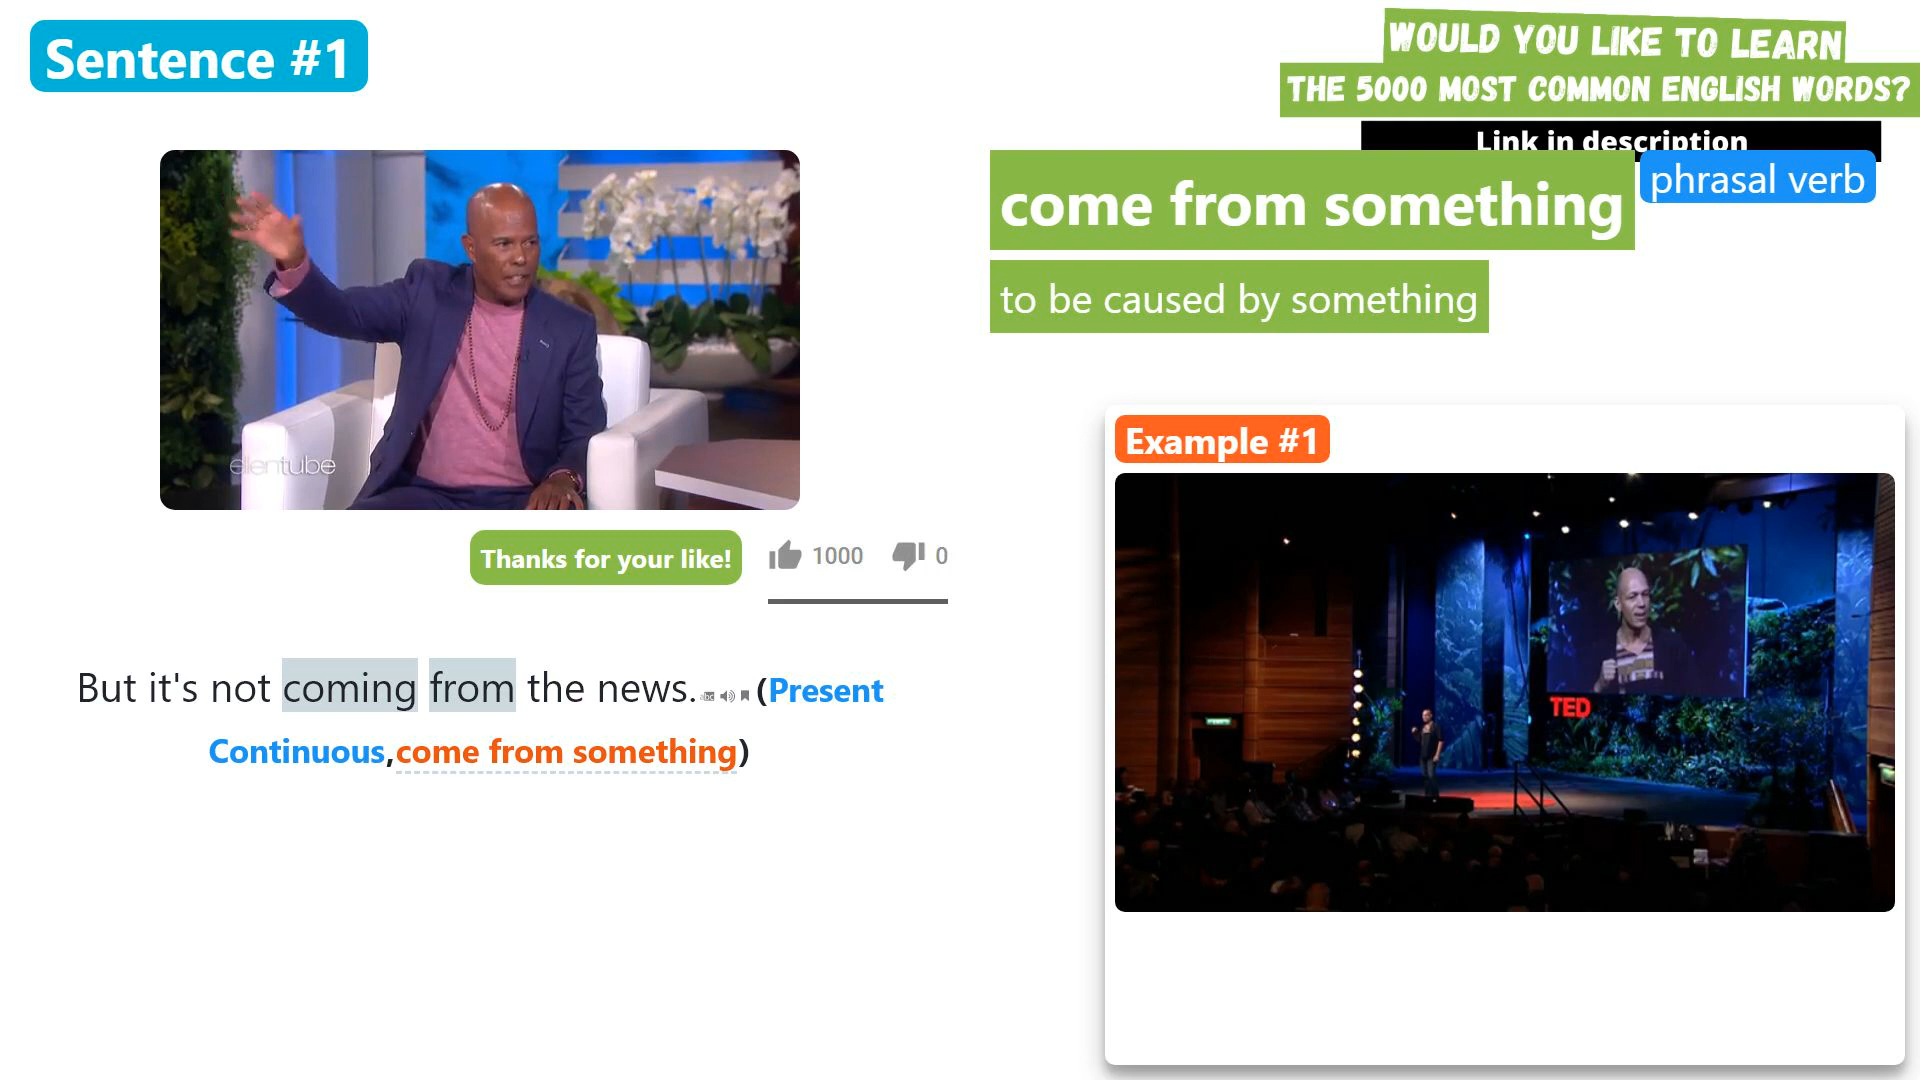 Sentence #1
WOULD YOU LIKE TO LEARN
THE 5000 MOST COMMON ENGLISH WORDS?
Link in description
come from something
phrasal verb
to be caused by something
ellentube
Thanks for your like!
1000
0
But it's not coming from the news. (Present
Continuous,come from something)
Example #1
TED